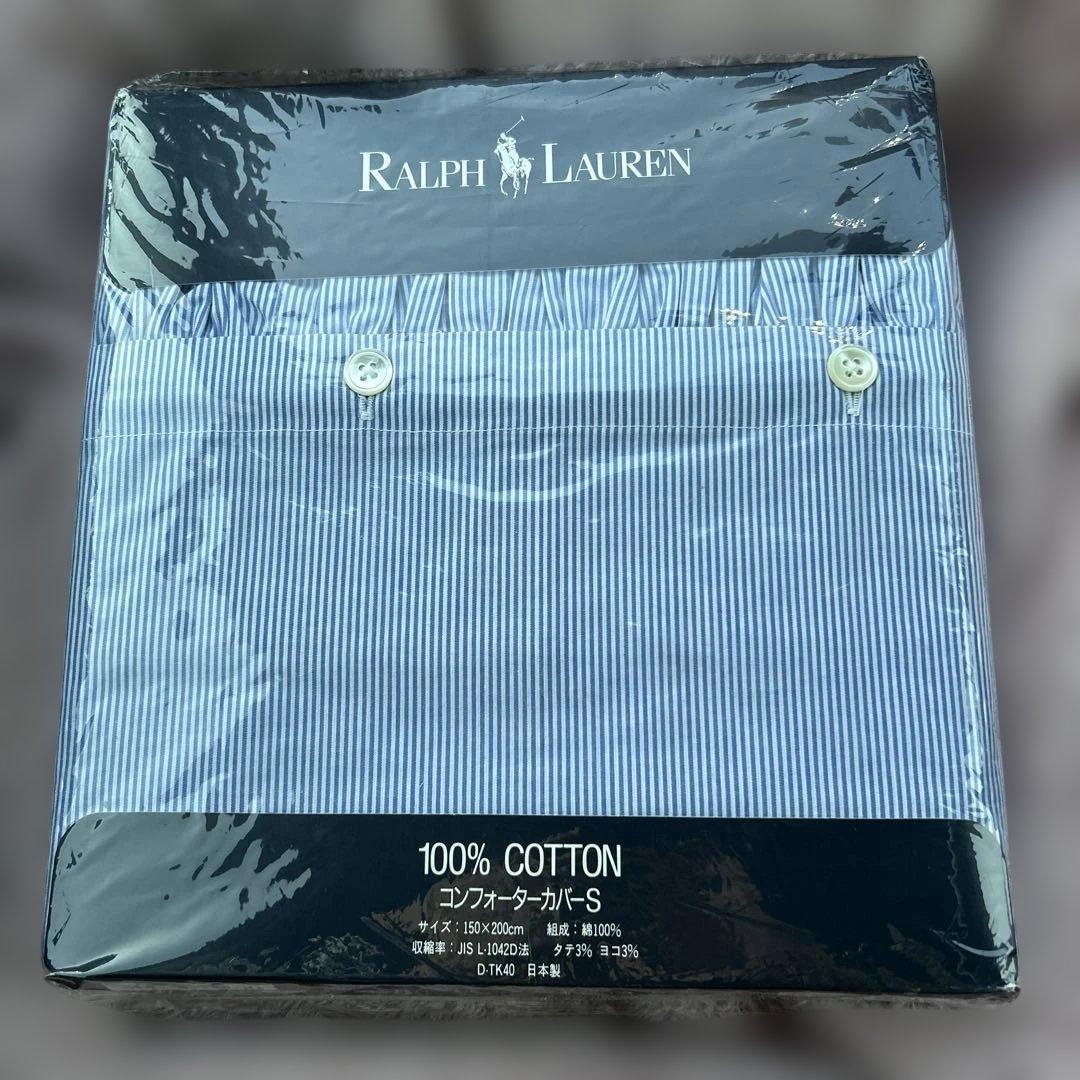 RALPH LAUREN
100% COTTON
コンフォーターカバーS
サイズ：150×200cm　組成：綿100%
収縮率：JIS L-1042D法　タテ3% ヨコ3%
D-TK40　日本製